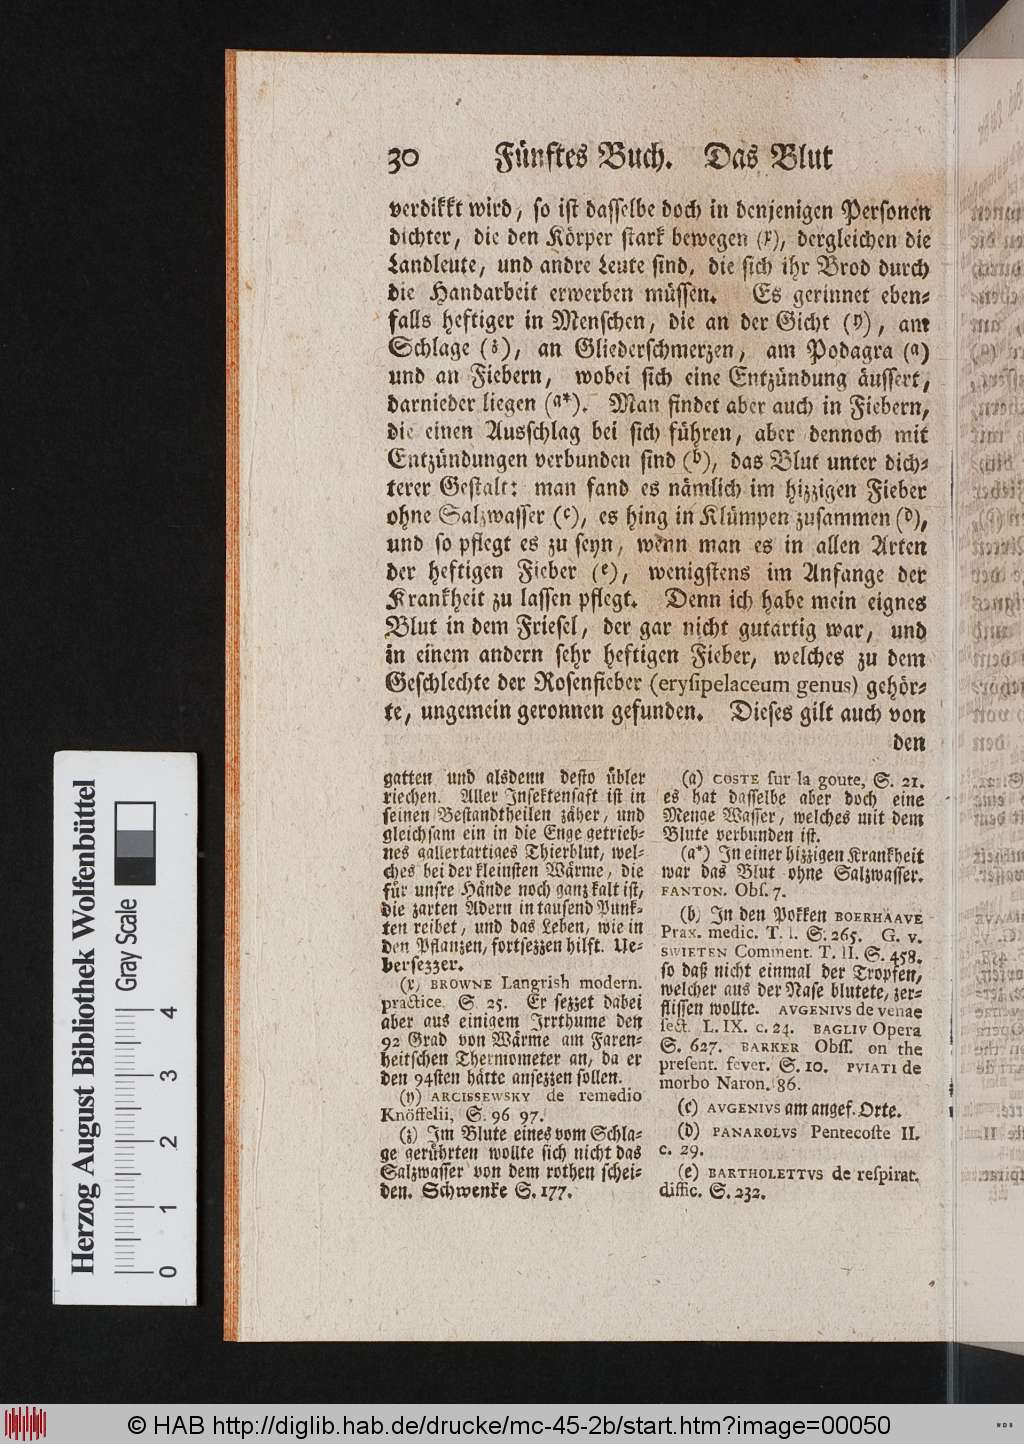 30 Fünftes Buch. Das Blut
verdikkt wird, so ist dasselbe doch in denjenigen Personen
dichter, die den Körper stark bewegen (x), dergleichen die
Landleute, und andre Leute sind, die sich ihr Brod durch
die Handarbeit erwerben müssen. Es gerinnet eben-
falls heftiger in Menschen, die an der Gicht (y), am
Schlage (z), an Gliederschmerzen, am Podagra (a)
und an Fiebern, wobei sich eine Entzündung äussert,
darnieder liegen (a*). Man findet aber auch in Fiebern,
die einen Ausschlag bei sich führen, aber dennoch mit
Entzündungen verbunden sind (b), das Blut unter dich-
terer Gestalt: man fand es nämlich im hizzigen Fieber
ohne Salzwasser (c), es hing in Klümpen zusammen (d),
und so pflegt es zu seyn, wenn man es in allen Arten
der heftigen Fieber (e), wenigstens im Anfange der
Krankheit zu lassen pflegt. Denn ich habe mein eignes
Blut in dem Friesel, der gar nicht gutartig war, und
in einem andern sehr heftigen Fieber, welches zu dem
Geschlechte der Rosenfieber (erysipelaceum genus) gehör-
te, ungemein geronnen gefunden. Dieses gilt auch von
den
gatten und alsdenn desto übler
riechen. Aller Insektensaft ist in
seinen Bestandtheilen zäher, und
gleichsam ein in die Enge getrieb-
nes gallertartiges Thierblut, wel-
ches bei der kleinsten Wärme, die
für unsre Hände noch ganz kalt ist,
die zarten Adern in tausend Punk-
ten reibet, und das Leben, wie in
den Pflanzen, fortsezzen hilft. Ue-
bersezzer.
(x) BROWNE Langrish modern.
practice. S. 25. Er sezzet dabei
aber aus einigem Irrthume den
92 Grad von Wärme am Faren-
heitschen Thermometer an, da er
den 94sten hätte ansezzen sollen.
(y) ARCISSEWSKY de remedio
Knöffelii, S. 96 97.
(z) Im Blute eines vom Schla-
ge gerührten wollte sich nicht das
Salzwasser von dem rothen schei-
den. Schwenke S. 177.
(a) COSTE sur la goute, S. 21.
es hat dasselbe aber doch eine
Menge Wasser, welches mit dem
Blute verbunden ist.
(a*) In einer hizzigen Krankheit
war das Blut ohne Salzwasser.
FANTON. Obs. 7.
(b) In den Pokken BOERHAAVE
Prax. medic. T. I. S. 265. G. v.
SWIETEN Comment. T. II. S. 458.
so daß nicht einmal der Tropfen,
welcher aus der Nase blutete, zer-
flissen wollte. AVGENIVS de venae
sect. L. IX. c. 24. BAGLIV Opera
S. 627. BARKER Obss. on the
present. fever. S. 10. PVIATI de
morbo Naron. 86.
(c) AVGENIVS am angef. Orte.
(d) PANAROLVS Pentecoste II.
c. 29.
(e) BARTHOLETTVS de respirat.
diffic. S. 232.
Herzog August Bibliothek Wolfenbüttel
Gray Scale
0 1 2 3 4
© HAB http://diglib.hab.de/drucke/mc-45-2b/start.htm?image=00050